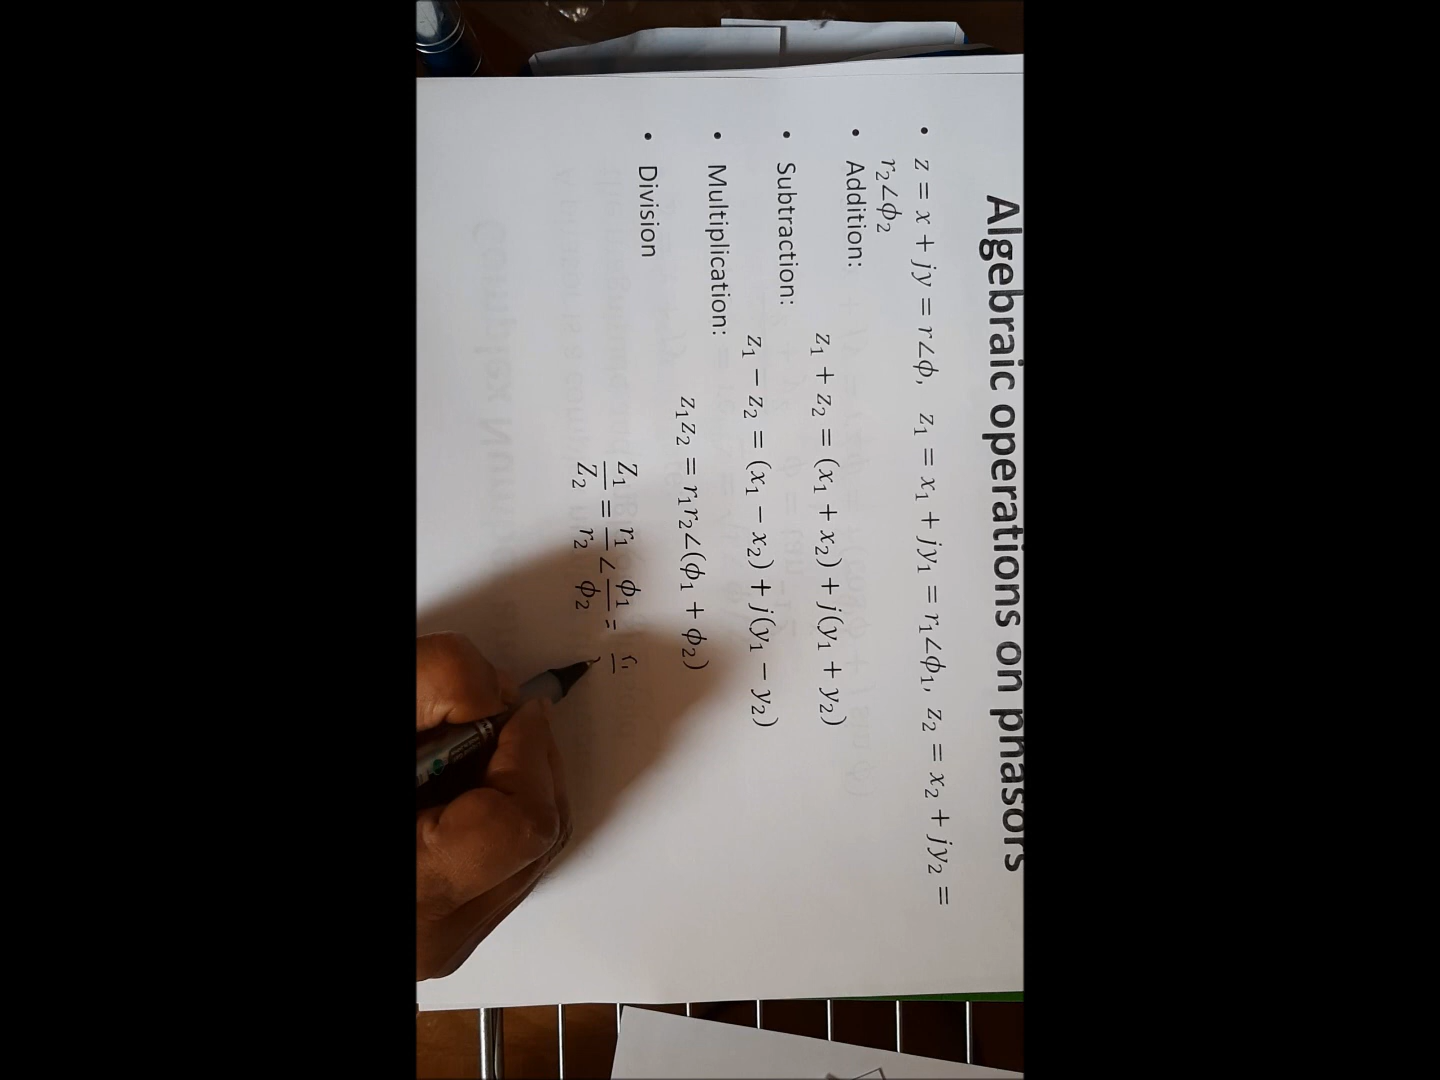 Algebraic operations on phasors
• z = x + jy = r∠ϕ, z₁ = x₁ + jy₁ = r₁∠ϕ₁, z₂ = x₂ + jy₂ =
r₂∠ϕ₂
• Addition:
z₁ + z₂ = (x₁ + x₂) + j(y₁ + y₂)
• Subtraction:
z₁ − z₂ = (x₁ − x₂) + j(y₁ − y₂)
• Multiplication:
z₁z₂ = r₁r₂∠(ϕ₁ + ϕ₂)
• Division
Z₁/Z₂ = r₁/r₂ ∠ ϕ₁/ϕ₂ = r₁